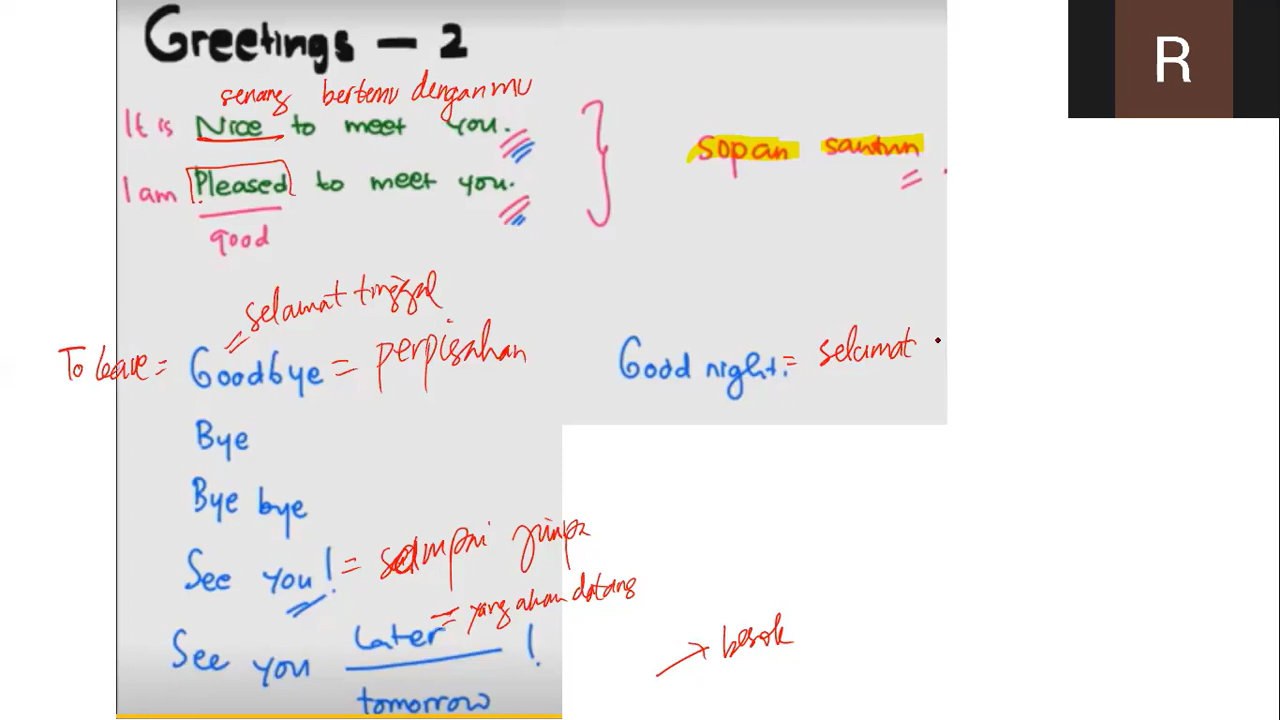 Greetings - 2
R
senang bertemu denganmu
It is Nice to meet you.
I am Pleased to meet you.
good
sopan santun
selamat tinggal
To leave = Goodbye = perpisahan
Good night. = selamat
Bye
Bye bye
See you! = sampai jumpa
= yang akan datang
See you later !
tomorrow
→ besok